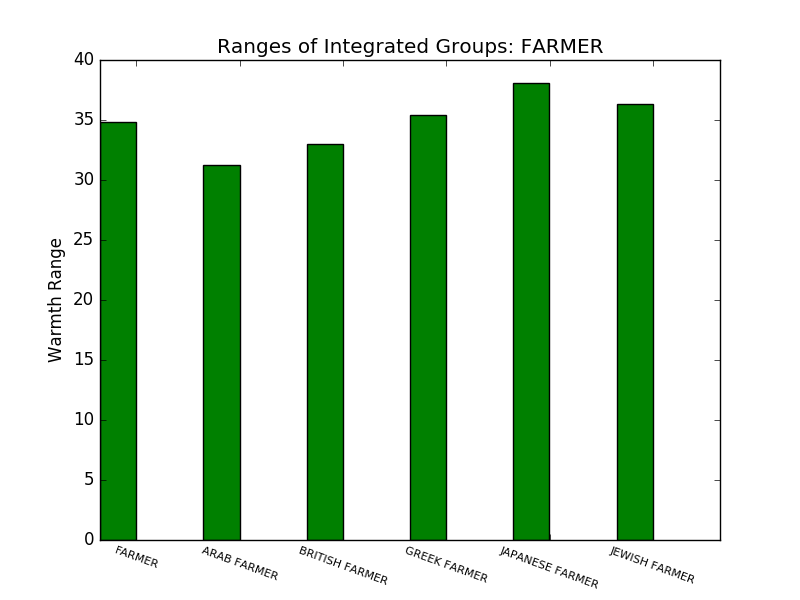 Ranges of Integrated Groups: FARMER
40
35
30
25
20
15
10
5
0
Warmth Range
FARMER
ARAB FARMER
BRITISH FARMER
GREEK FARMER
JAPANESE FARMER
JEWISH FARMER